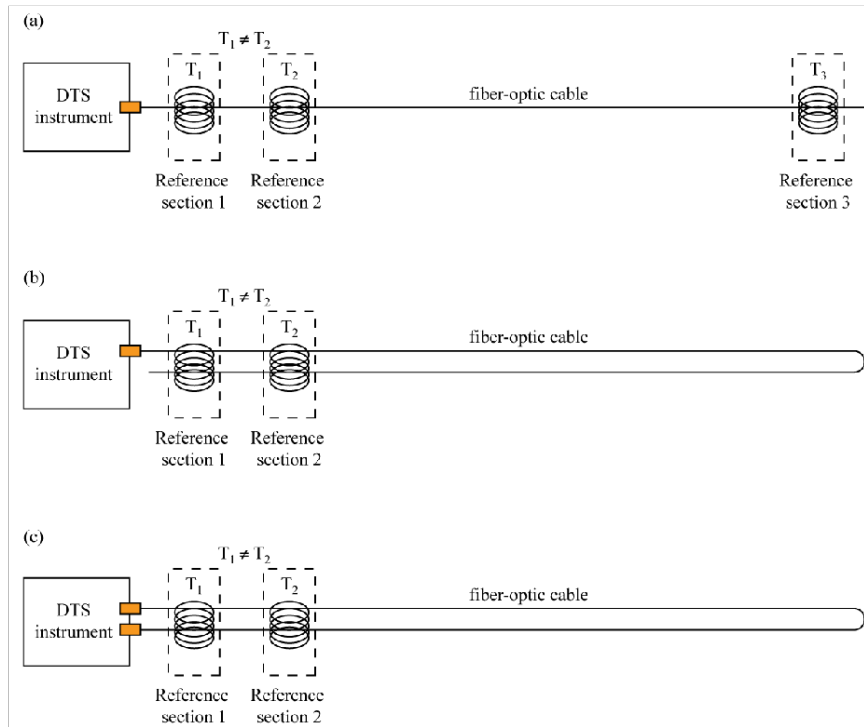 (a)
T₁ ≠ T₂
DTS
instrument
T₁
T₂
fiber-optic cable
T₃
Reference
section 1
Reference
section 2
Reference
section 3
(b)
T₁ ≠ T₂
DTS
instrument
T₁
T₂
fiber-optic cable
Reference
section 1
Reference
section 2
(c)
T₁ ≠ T₂
DTS
instrument
T₁
T₂
fiber-optic cable
Reference
section 1
Reference
section 2